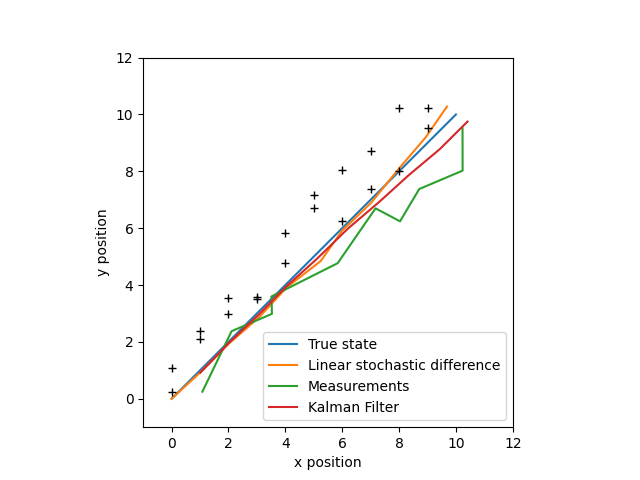 12
10
8
6
4
2
0
y position
0 2 4 6 8 10 12
x position
True state
Linear stochastic difference
Measurements
Kalman Filter